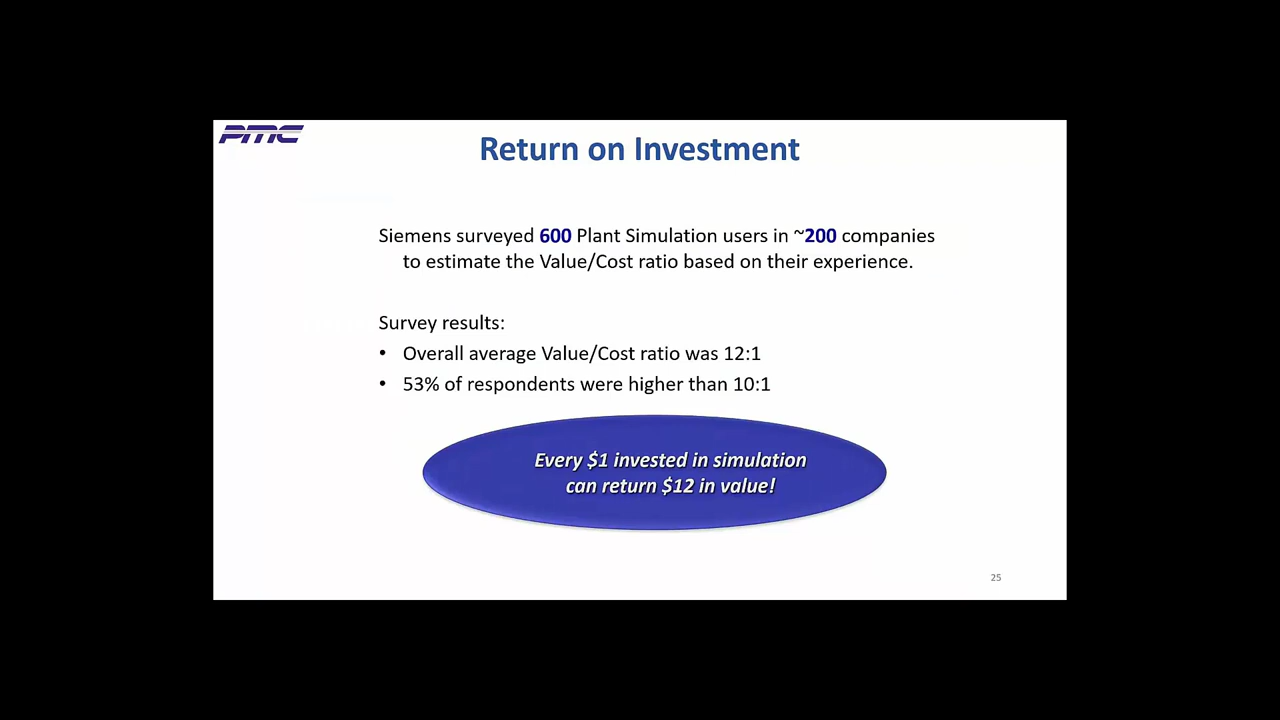 PMC
Return on Investment
Siemens surveyed 600 Plant Simulation users in ~200 companies
to estimate the Value/Cost ratio based on their experience.
Survey results:
• Overall average Value/Cost ratio was 12:1
• 53% of respondents were higher than 10:1
Every $1 invested in simulation
can return $12 in value!
25